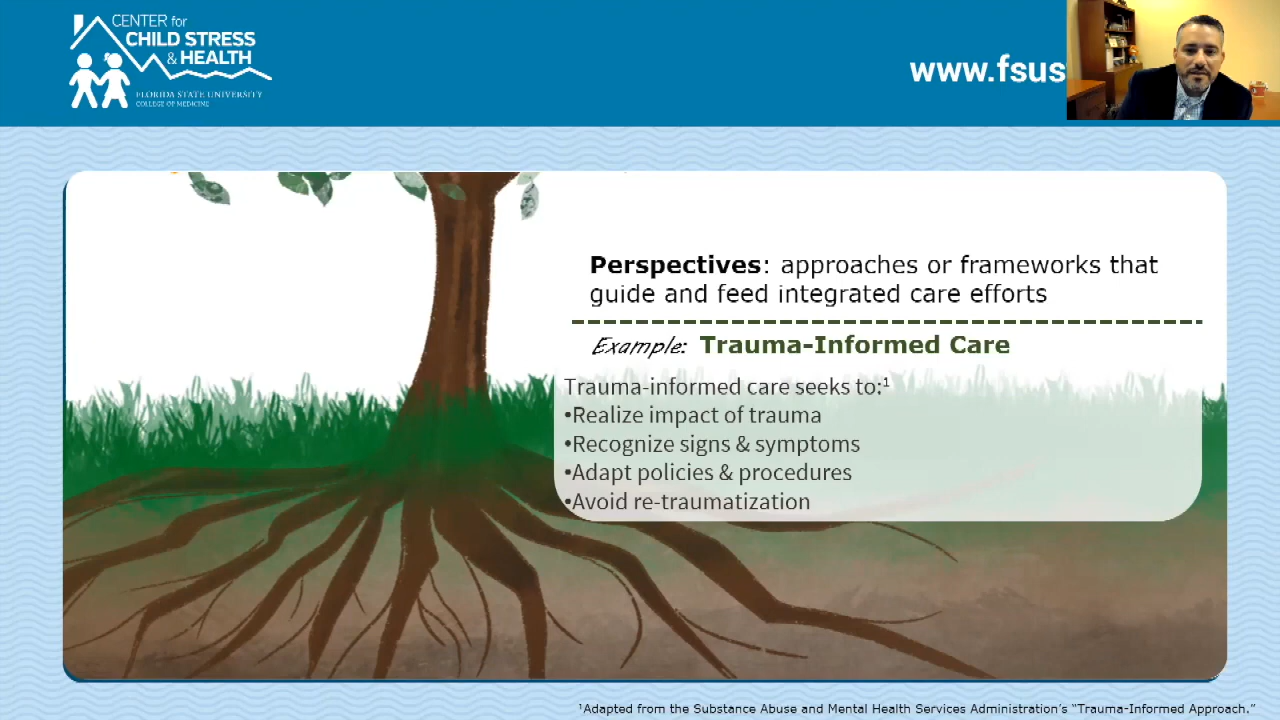 CENTER for
CHILD STRESS
& HEALTH
FLORIDA STATE UNIVERSITY
COLLEGE OF MEDICINE
www.fsus
Perspectives: approaches or frameworks that
guide and feed integrated care efforts
Example: Trauma-Informed Care
Trauma-informed care seeks to:¹
•Realize impact of trauma
•Recognize signs & symptoms
•Adapt policies & procedures
•Avoid re-traumatization
¹Adapted from the Substance Abuse and Mental Health Services Administration’s “Trauma-Informed Approach.”